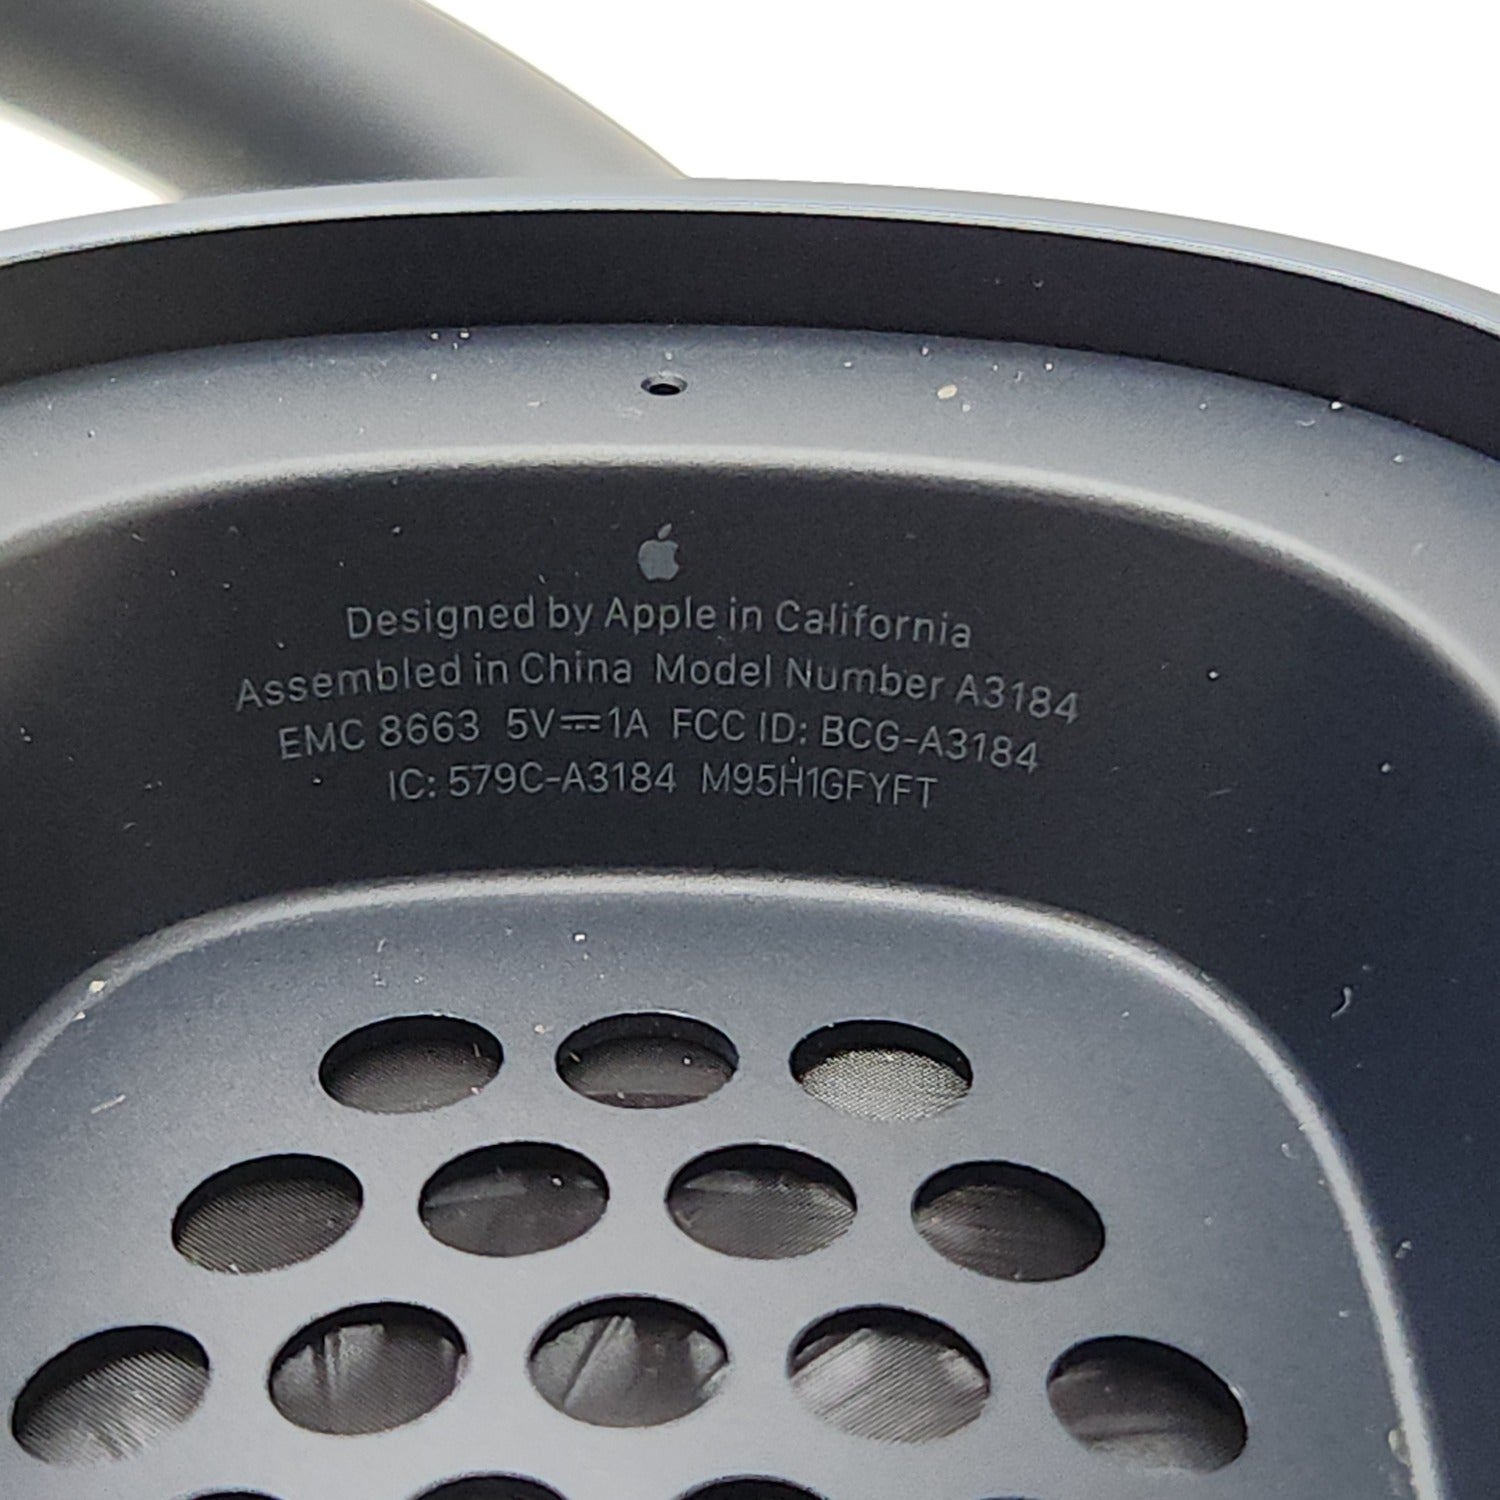 Designed by Apple in California
Assembled in China Model Number A3184
EMC 8663 5V⎓1A FCC ID: BCG-A3184
IC: 579C-A3184 M95H1GFYFT